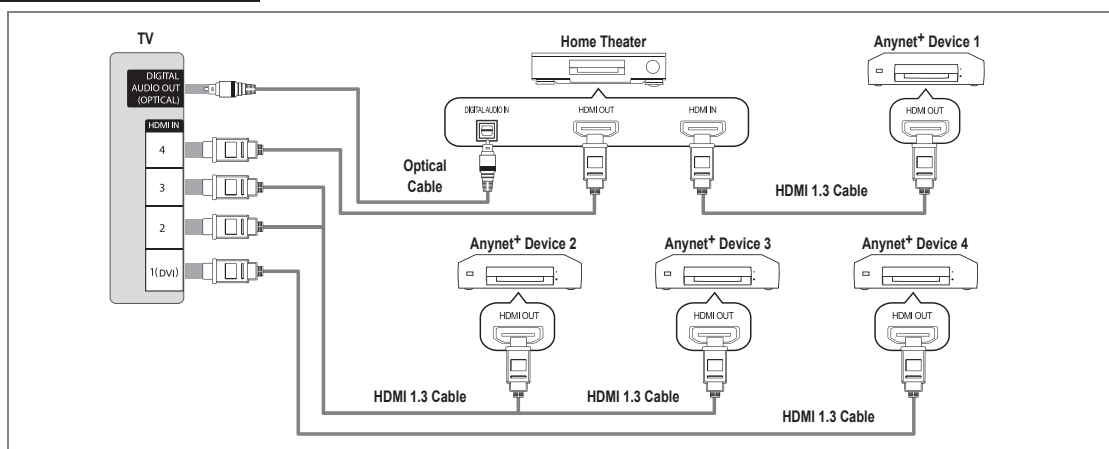 TV
Home Theater
Anynet+ Device 1
DIGITAL
AUDIO OUT
(OPTICAL)
DIGITAL AUDIO IN
HDMI OUT
HDMI IN
HDMI OUT
HDMI IN
4
3
2
1(DVI)
Optical
Cable
HDMI 1.3 Cable
Anynet+ Device 2
Anynet+ Device 3
Anynet+ Device 4
HDMI OUT
HDMI OUT
HDMI OUT
HDMI 1.3 Cable
HDMI 1.3 Cable
HDMI 1.3 Cable